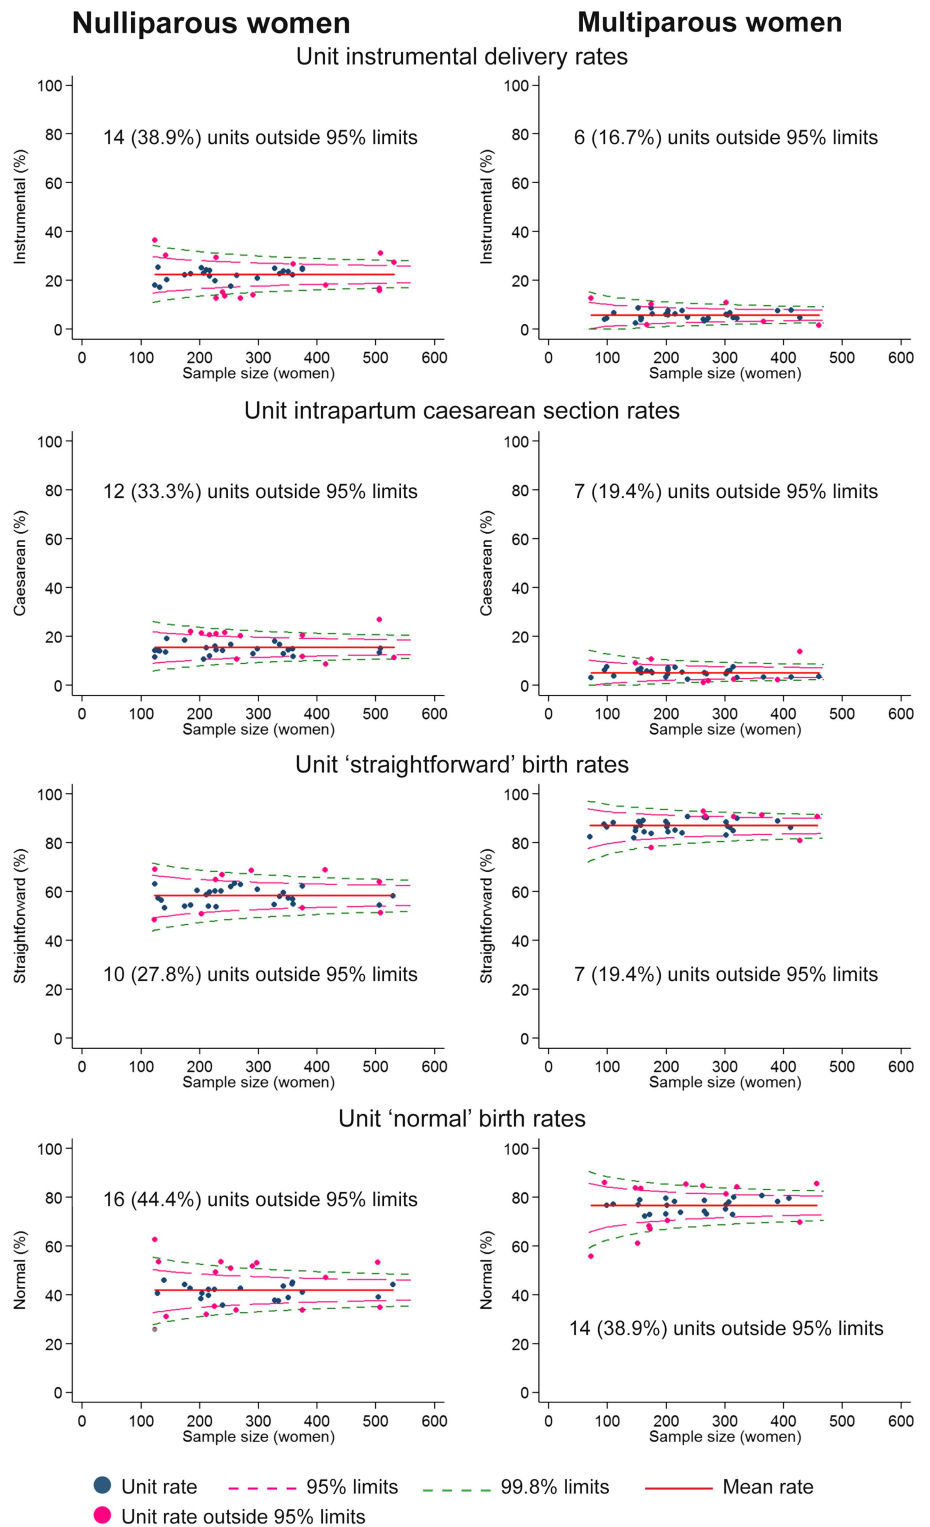 Nulliparous women
Multiparous women
Unit instrumental delivery rates
100
80
60
40
20
0
Instrumental (%)
14 (38.9%) units outside 95% limits
0 100 200 300 400 500 600
Sample size (women)
100
80
60
40
20
0
Instrumental (%)
6 (16.7%) units outside 95% limits
0 100 200 300 400 500 600
Sample size (women)
Unit intrapartum caesarean section rates
100
80
60
40
20
0
Caesarean (%)
12 (33.3%) units outside 95% limits
0 100 200 300 400 500 600
Sample size (women)
100
80
60
40
20
0
Caesarean (%)
7 (19.4%) units outside 95% limits
0 100 200 300 400 500 600
Sample size (women)
Unit ‘straightforward’ birth rates
100
80
60
40
20
0
Straightforward (%)
10 (27.8%) units outside 95% limits
0 100 200 300 400 500 600
Sample size (women)
100
80
60
40
20
0
Straightforward (%)
7 (19.4%) units outside 95% limits
0 100 200 300 400 500 600
Sample size (women)
Unit ‘normal’ birth rates
100
80
60
40
20
0
Normal (%)
16 (44.4%) units outside 95% limits
0 100 200 300 400 500 600
Sample size (women)
100
80
60
40
20
0
Normal (%)
14 (38.9%) units outside 95% limits
0 100 200 300 400 500 600
Sample size (women)
Unit rate
95% limits
99.8% limits
Mean rate
Unit rate outside 95% limits